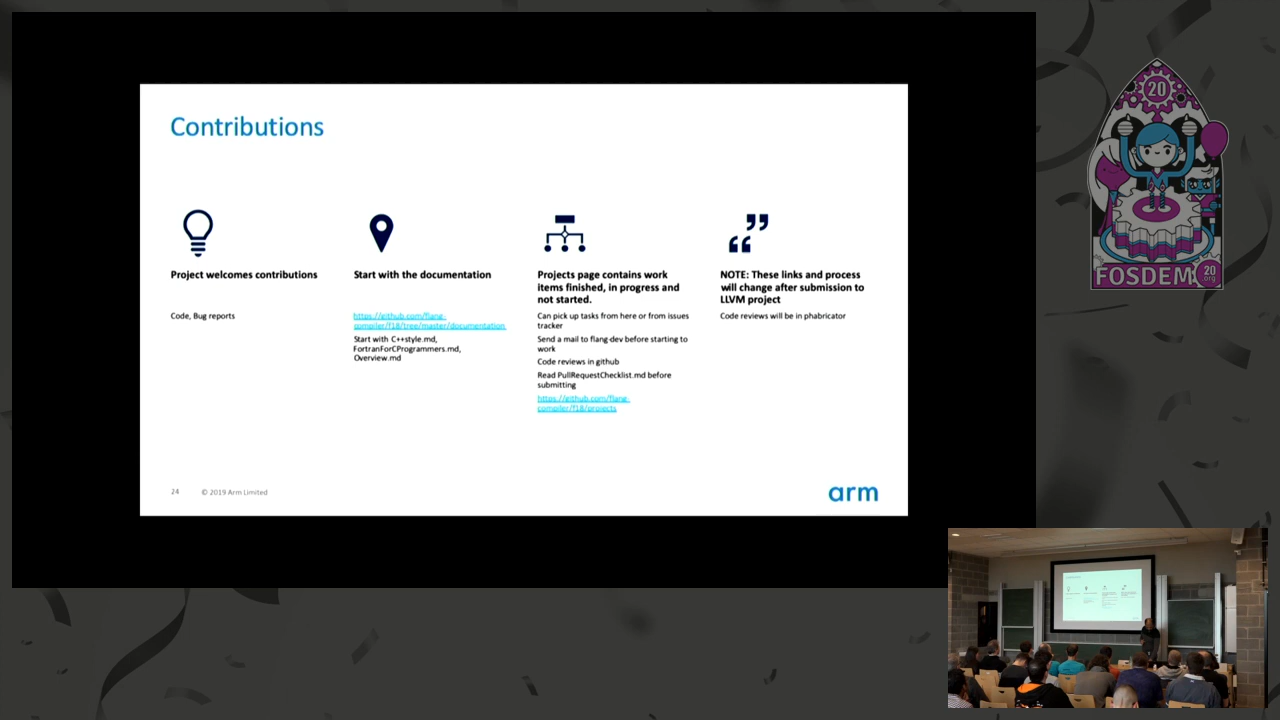 Contributions
Project welcomes contributions
Code, Bug reports
Start with the documentation
https://github.com/flang-
compiler/f18/tree/master/documentation
Start with C++style.md,
FortranForCProgrammers.md,
Overview.md
Projects page contains work
items finished, in progress and
not started.
Can pick up tasks from here or from issues
tracker
Send a mail to flang-dev before starting to
work
Code reviews in github
Read PullRequestChecklist.md before
submitting
https://github.com/flang-
compiler/f18/projects
NOTE: These links and process
will change after submission to
LLVM project
Code reviews will be in phabricator
24 © 2019 Arm Limited
arm
20
FOSDEM
20
.org